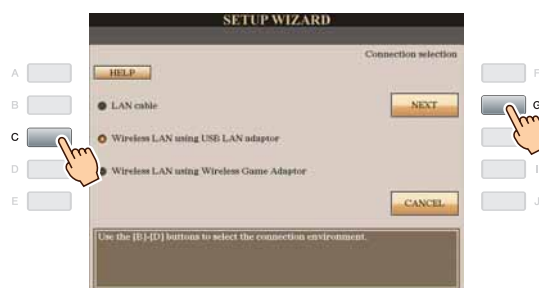 SETUP WIZARD
Connection selection
A
HELP
F
B
LAN cable
NEXT
G
C
Wireless LAN using USB LAN adaptor
D
Wireless LAN using Wireless Game Adaptor
I
E
CANCEL
J
Use the [B]-[D] buttons to select the connection environment.